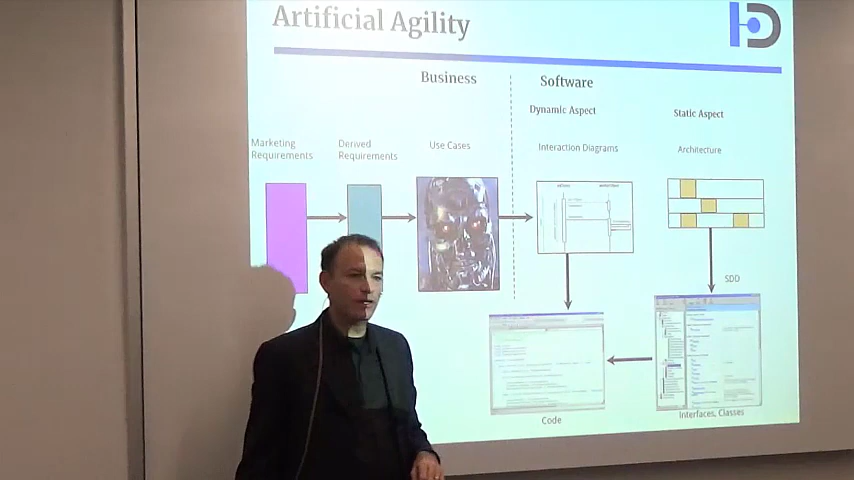 Artificial Agility
Business
Software
Dynamic Aspect
Static Aspect
Marketing
Requirements
Derived
Requirements
Use Cases
Interaction Diagrams
Architecture
SDD
Code
Interfaces, Classes